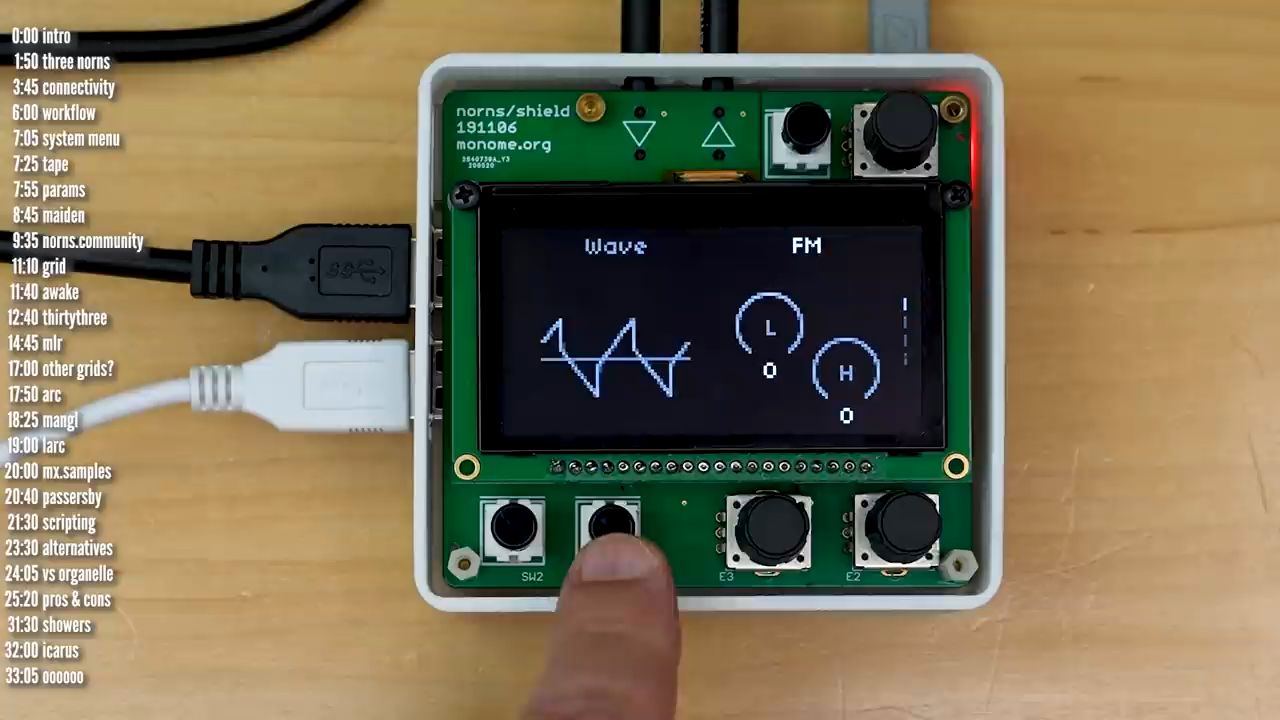 0:00 intro
1:50 three norns
3:45 connectivity
6:00 workflow
7:05 system menu
7:25 tape
7:55 params
8:45 maiden
9:35 norns.community
11:10 grid
11:40 awake
12:40 thirtythree
14:45 mlr
17:00 other grids?
17:50 arc
18:25 mangl
19:00 larc
20:00 mx.samples
20:40 passersby
21:30 scripting
23:30 alternatives
24:05 vs organelle
25:20 pros & cons
31:30 showers
32:00 icarus
33:05 oooooo
norns/shield
191106
monome.org
Wave
FM
L
0
H
0
SW2
E3
E2